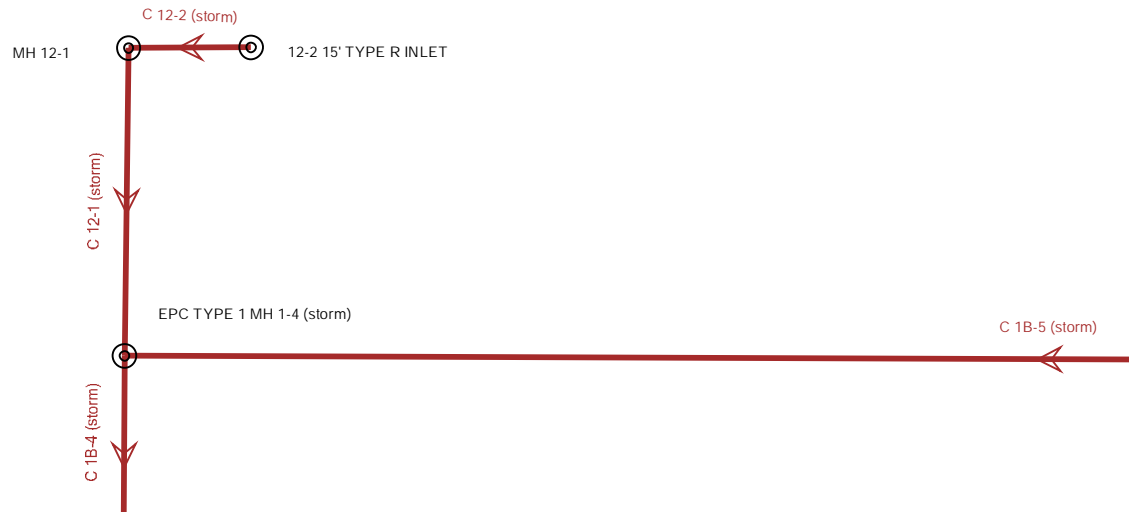 C 12-2 (storm)
MH 12-1
12-2 15' TYPE R INLET
C 12-1 (storm)
EPC TYPE 1 MH 1-4 (storm)
C 1B-5 (storm)
C 1B-4 (storm)